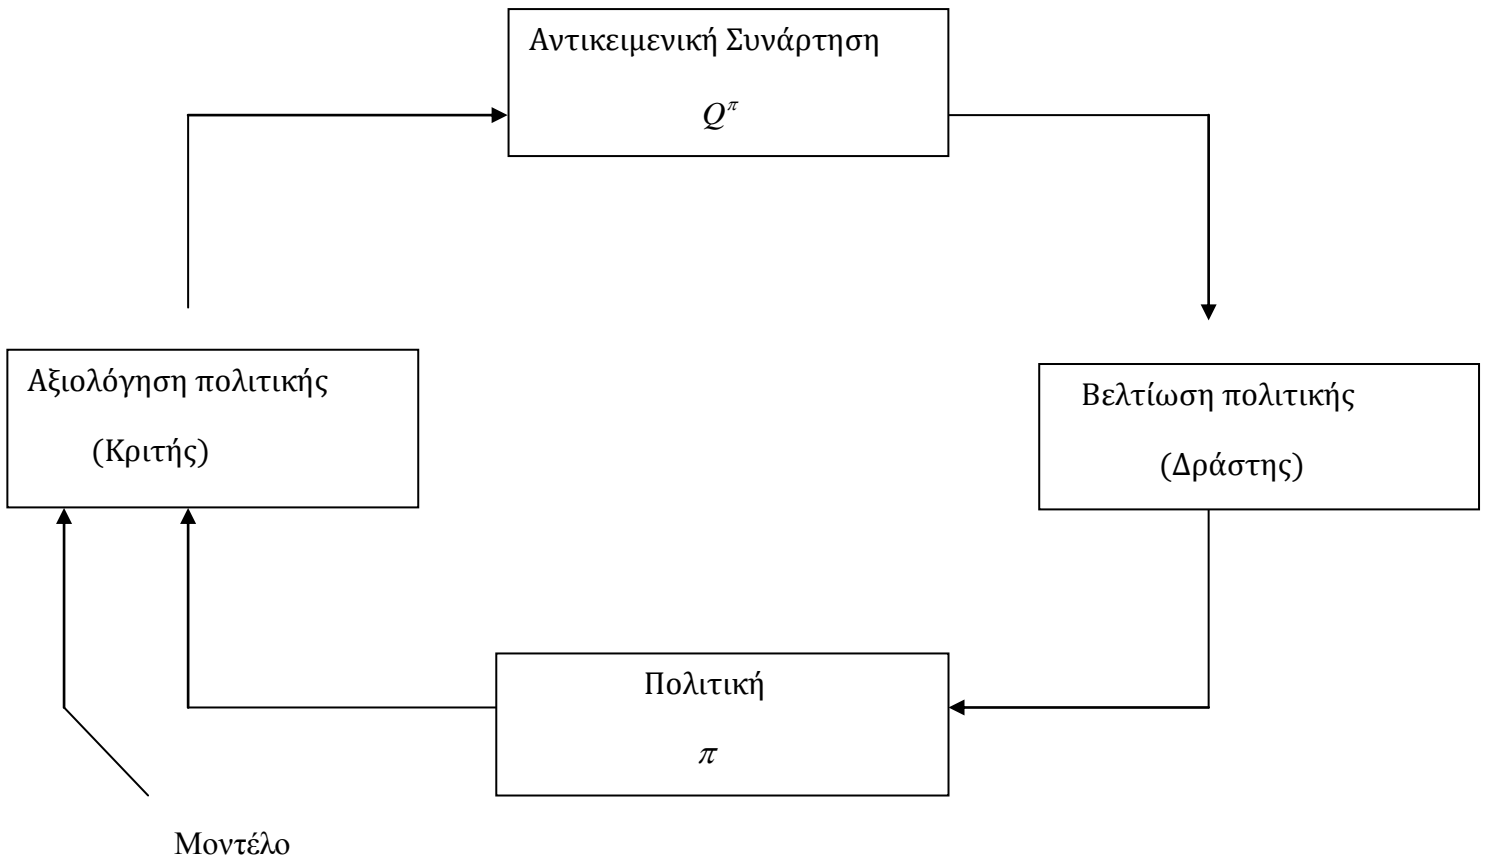 Αντικειμενική Συνάρτηση
Q^π
Αξιολόγηση πολιτικής
(Κριτής)
Βελτίωση πολιτικής
(Δράστης)
Πολιτική
π
Μοντέλο